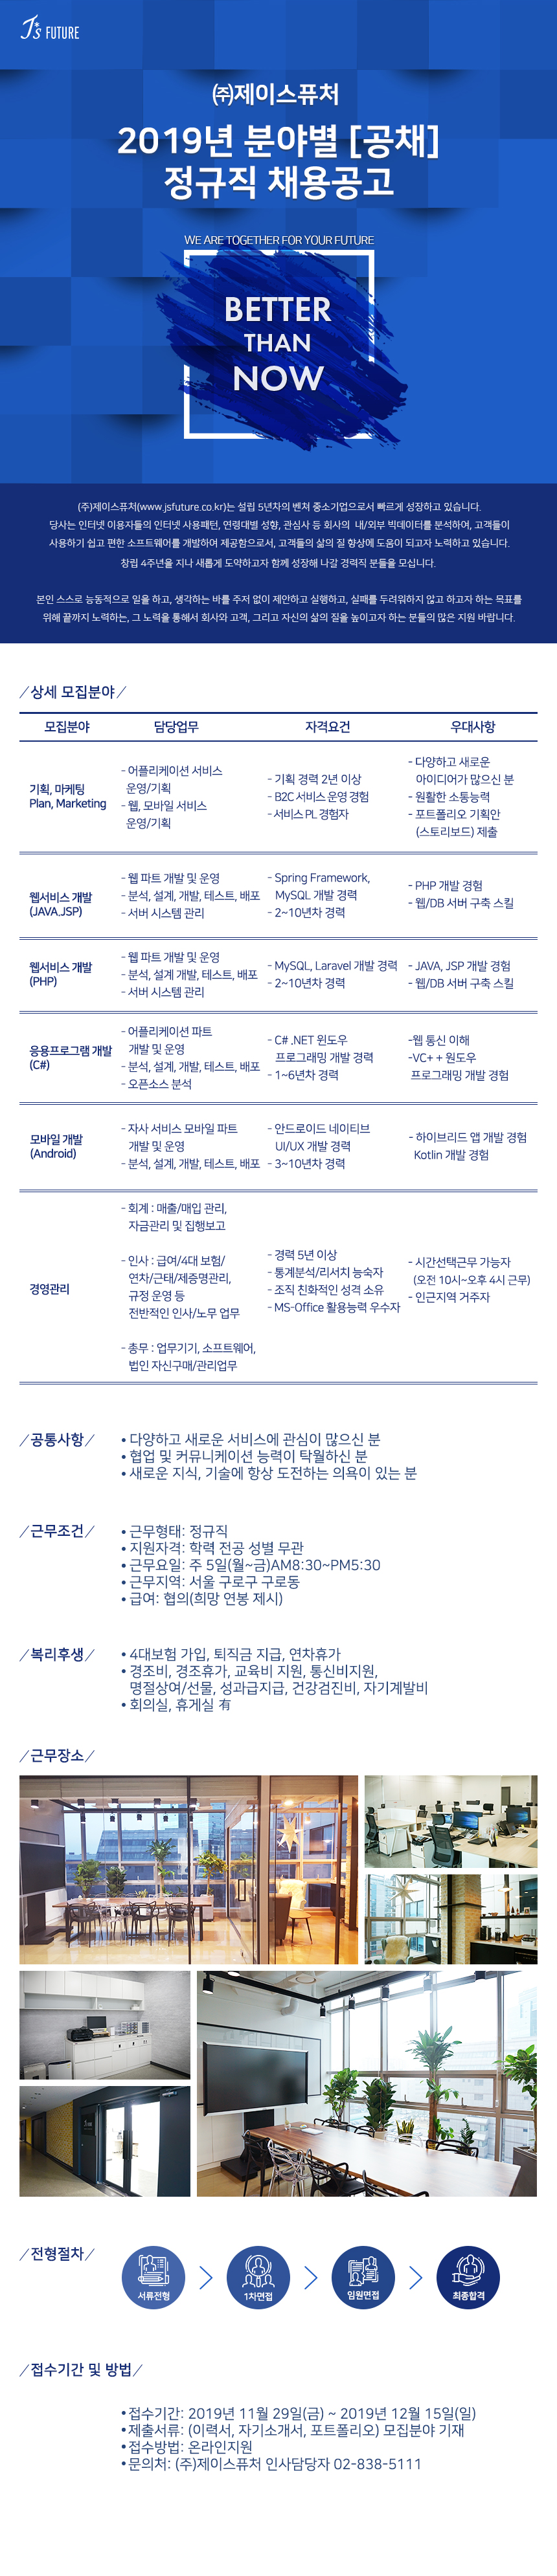 J's FUTURE
㈜제이스퓨처
2019년 분야별 [공채]
정규직 채용공고
WE ARE TOGETHER FOR YOUR FUTURE
BETTER
THAN
NOW
(주)제이스퓨처(www.jsfuture.co.kr)는 설립 5년차의 벤쳐 중소기업으로서 빠르게 성장하고 있습니다.
당사는 인터넷 이용자들의 인터넷 사용패턴, 연령대별 성향, 관심사 등 회사의 내/외부 빅데이터를 분석하여, 고객들이
사용하기 쉽고 편한 소프트웨어를 개발하여 제공함으로서, 고객들의 삶의 질 향상에 도움이 되고자 노력하고 있습니다.
창립 4주년을 지나 새롭게 도약하고자 함께 성장해 나갈 경력직 분들을 모십니다.
본인 스스로 능동적으로 일을 하고, 생각하는 바를 주저 없이 제안하고 실행하고, 실패를 두려워하지 않고 하고자 하는 목표를
위해 끝까지 노력하는, 그 노력을 통해서 회사와 고객, 그리고 자신의 삶의 질을 높이고자 하는 분들의 많은 지원 바랍니다.
/상세 모집분야/
모집분야 담당업무 자격요건 우대사항
기획, 마케팅
Plan, Marketing
- 어플리케이션 서비스
운영/기획
- 웹, 모바일 서비스
운영/기획
- 기획 경력 2년 이상
- B2C 서비스 운영 경험
- 서비스 PL 경험자
- 다양하고 새로운
아이디어가 많으신 분
- 원활한 소통능력
- 포트폴리오 기획안
(스토리보드) 제출
웹서비스 개발
(JAVA.JSP)
- 웹 파트 개발 및 운영
- 분석, 설계, 개발, 테스트, 배포
- 서버 시스템 관리
- Spring Framework,
MySQL 개발 경력
- 2~10년차 경력
- PHP 개발 경험
- 웹/DB 서버 구축 스킬
웹서비스 개발
(PHP)
- 웹 파트 개발 및 운영
- 분석, 설계 개발, 테스트, 배포
- 서버 시스템 관리
- MySQL, Laravel 개발 경력
- 2~10년차 경력
- JAVA, JSP 개발 경험
- 웹/DB 서버 구축 스킬
응용프로그램 개발
(C#)
- 어플리케이션 파트
개발 및 운영
- 분석, 설계, 개발, 테스트, 배포
- 오픈소스 분석
- C# .NET 윈도우
프로그래밍 개발 경력
- 1~6년차 경력
-웹 통신 이해
-VC+ + 원도우
프로그래밍 개발 경험
모바일 개발
(Android)
- 자사 서비스 모바일 파트
개발 및 운영
- 분석, 설계, 개발, 테스트, 배포
- 안드로이드 네이티브
UI/UX 개발 경력
- 3~10년차 경력
- 하이브리드 앱 개발 경험
Kotlin 개발 경험
경영관리
- 회계 : 매출/매입 관리,
자금관리 및 집행보고
- 인사 : 급여/4대 보험/
연차/근태/제증명관리,
규정 운영 등
전반적인 인사/노무 업무
- 총무 : 업무기기, 소프트웨어,
법인 자신구매/관리업무
- 경력 5년 이상
- 통계분석/리서치 능숙자
- 조직 친화적인 성격 소유
- MS-Office 활용능력 우수자
- 시간선택근무 가능자
(오전 10시~오후 4시 근무)
- 인근지역 거주자
/공통사항/
• 다양하고 새로운 서비스에 관심이 많으신 분
• 협업 및 커뮤니케이션 능력이 탁월하신 분
• 새로운 지식, 기술에 항상 도전하는 의욕이 있는 분
/근무조건/
• 근무형태: 정규직
• 지원자격: 학력 전공 성별 무관
• 근무요일: 주 5일(월~금)AM8:30~PM5:30
• 근무지역: 서울 구로구 구로동
• 급여: 협의(희망 연봉 제시)
/복리후생/
• 4대보험 가입, 퇴직금 지급, 연차휴가
• 경조비, 경조휴가, 교육비 지원, 통신비지원,
명절상여/선물, 성과급지급, 건강검진비, 자기계발비
• 회의실, 휴게실 有
/근무장소/
/전형절차/
서류전형 > 1차면접 > 임원면접 > 최종합격
/접수기간 및 방법/
• 접수기간: 2019년 11월 29일(금) ~ 2019년 12월 15일(일)
• 제출서류: (이력서, 자기소개서, 포트폴리오) 모집분야 기재
• 접수방법: 온라인지원
• 문의처: (주)제이스퓨처 인사담당자 02-838-5111